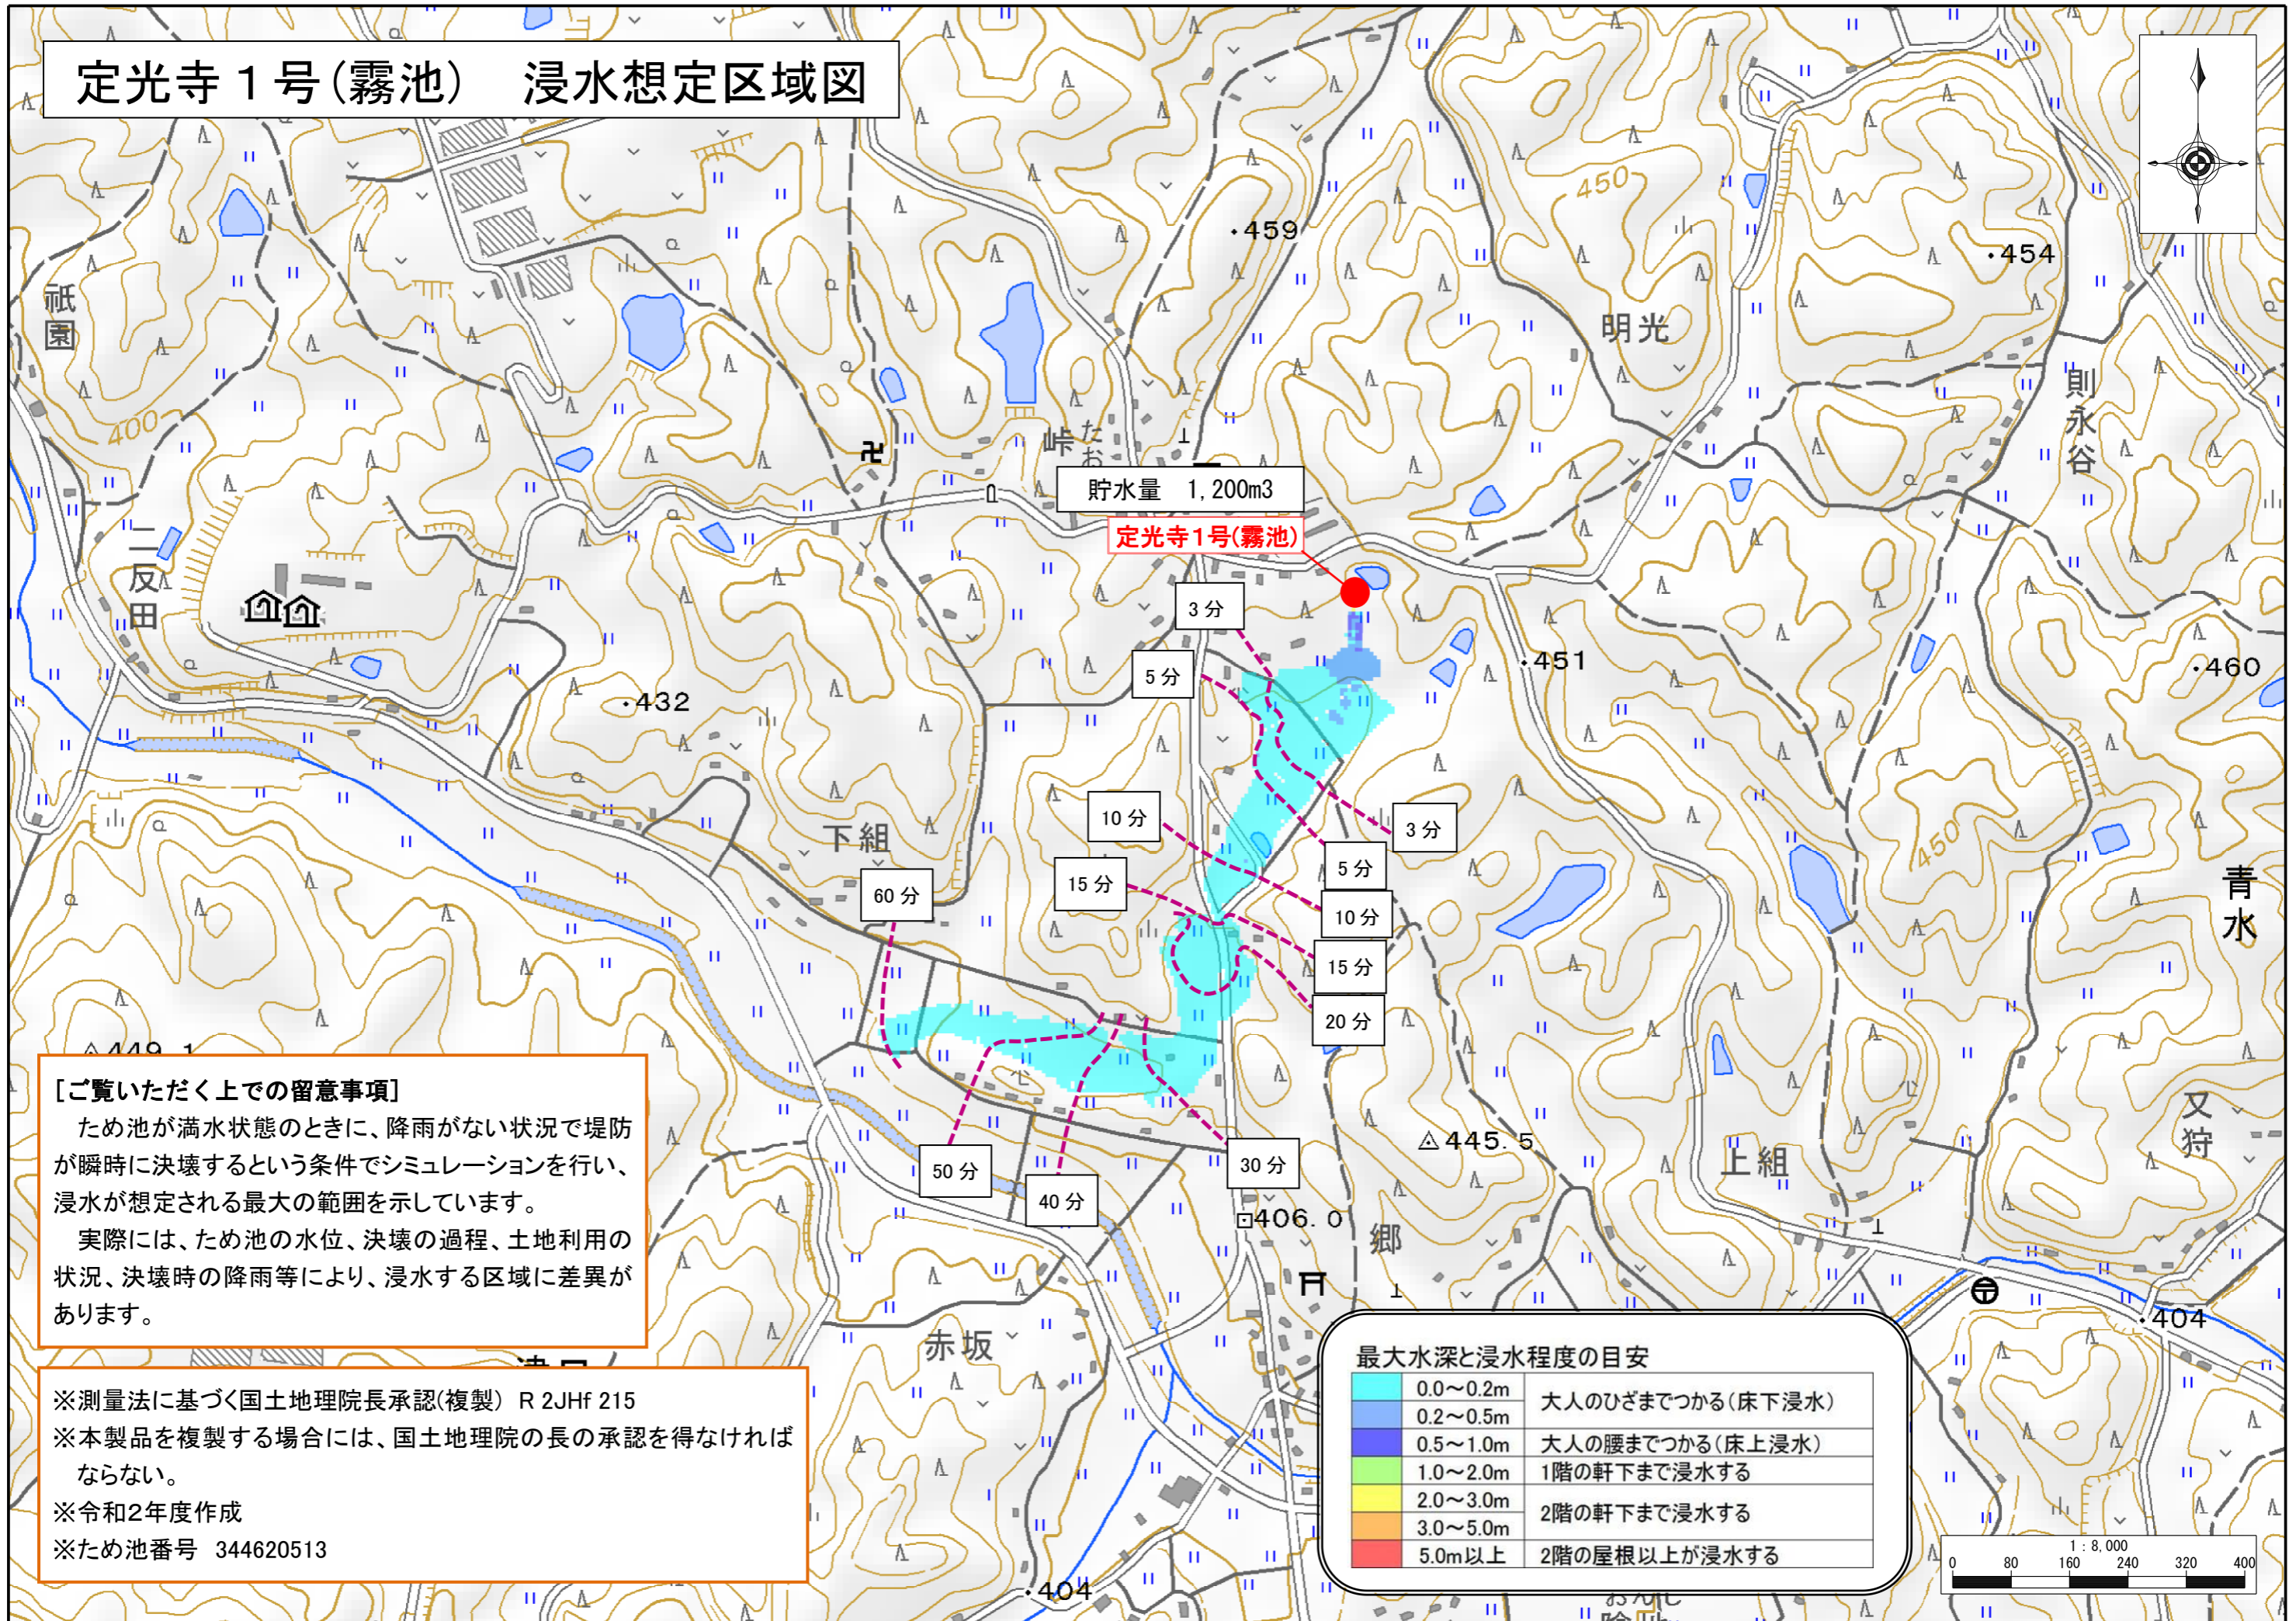 定光寺1号(霧池)　浸水想定区域図
459
450
454
祇園
明光
則永谷
400
峠
たお
貯水量　1,200m3
定光寺1号(霧池)
二反田
3分
5分
451
460
432
10分
3分
下組
15分
5分
450
60分
10分
青水
15分
20分
449.1
445.5
又狩
上組
50分
40分
30分
406.0
郷
404
赤坂
404
[ご覧いただく上での留意事項]
ため池が満水状態のときに、降雨がない状況で堤防
が瞬時に決壊するという条件でシミュレーションを行い、
浸水が想定される最大の範囲を示しています。
実際には、ため池の水位、決壊の過程、土地利用の
状況、決壊時の降雨等により、浸水する区域に差異が
あります。
※測量法に基づく国土地理院長承認(複製)　R 2JHf 215
※本製品を複製する場合には、国土地理院の長の承認を得なければ
ならない。
※令和2年度作成
※ため池番号　344620513
最大水深と浸水程度の目安
0.0～0.2m
大人のひざまでつかる(床下浸水)
0.2～0.5m
0.5～1.0m　大人の腰までつかる(床上浸水)
1.0～2.0m　1階の軒下まで浸水する
2.0～3.0m
2階の軒下まで浸水する
3.0～5.0m
5.0m以上　2階の屋根以上が浸水する
1:8,000
0 80 160 240 320 400